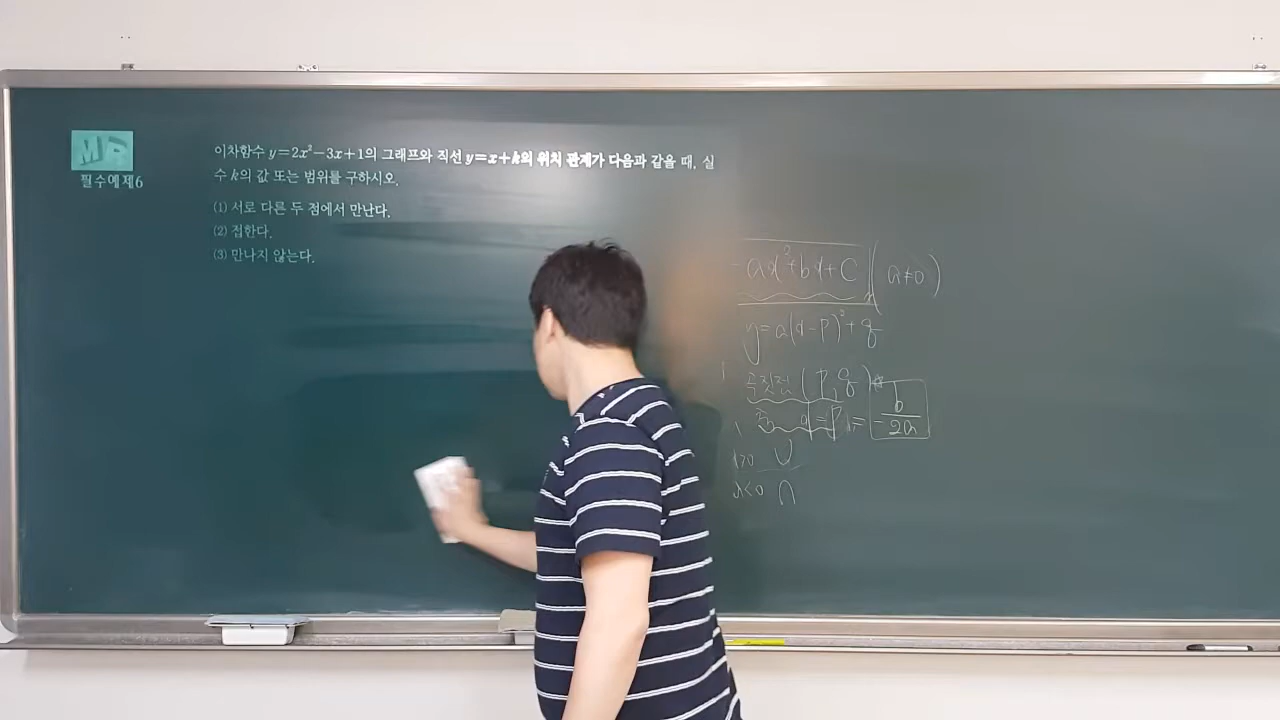 필수예제6
이차함수 y=2x²-3x+1의 그래프와 직선 y=x+k의 위치 관계가 다음과 같을 때, 실
수 k의 값 또는 범위를 구하시오.
(1) 서로 다른 두 점에서 만난다.
(2) 접한다.
(3) 만나지 않는다.
ax²+bx+c (a≠0)
y=a(x-p)²+q
꼭짓점 (p,q)
x=p = -b/2a
a>0 ∪
a<0 ∩